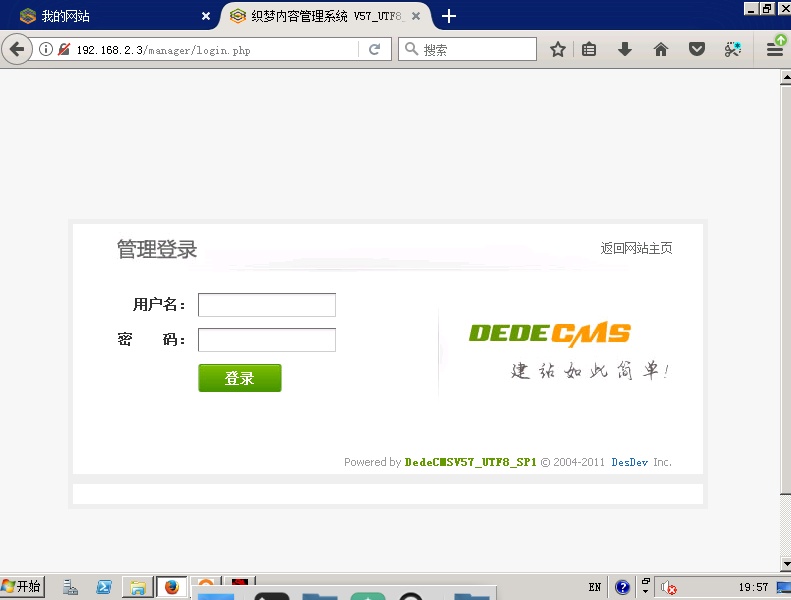 我的网站
织梦内容管理系统 V57_UTF8_
192.168.2.3/manager/login.php
搜索
管理登录
返回网站主页
用户名：
密 码：
登录
DEDECMS
建站如此简单!
Powered by DedeCMSV57_UTF8_SP1 © 2004-2011 DesDev Inc.
开始
EN
19:57